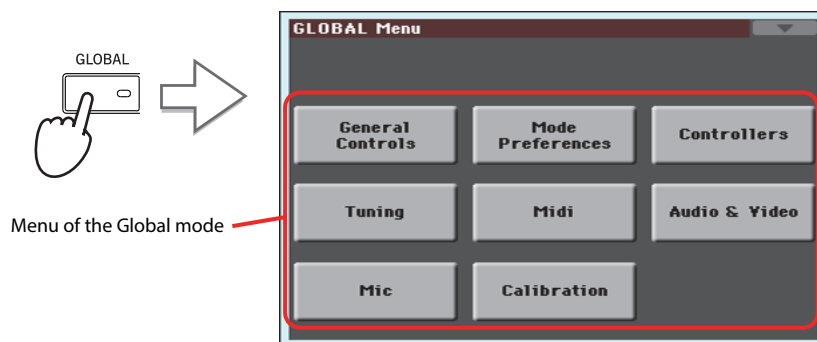 GLOBAL
GLOBAL Menu
General
Controls
Mode
Preferences
Controllers
Tuning
Midi
Audio & Video
Mic
Calibration
Menu of the Global mode